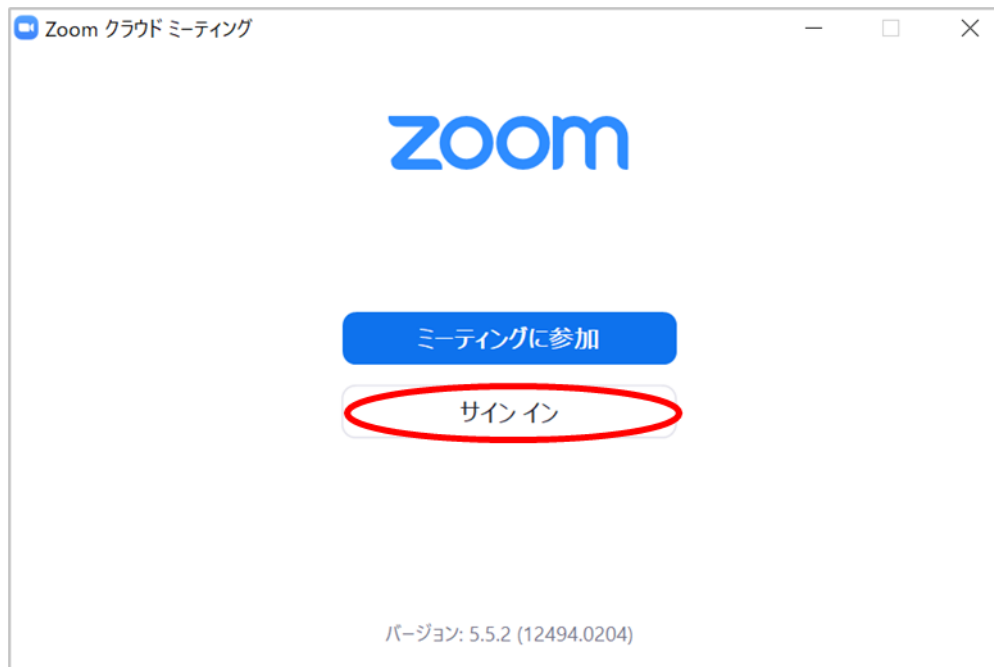 Zoom クラウド ミーティング
zoom
ミーティングに参加
サイン イン
バージョン: 5.5.2 (12494.0204)